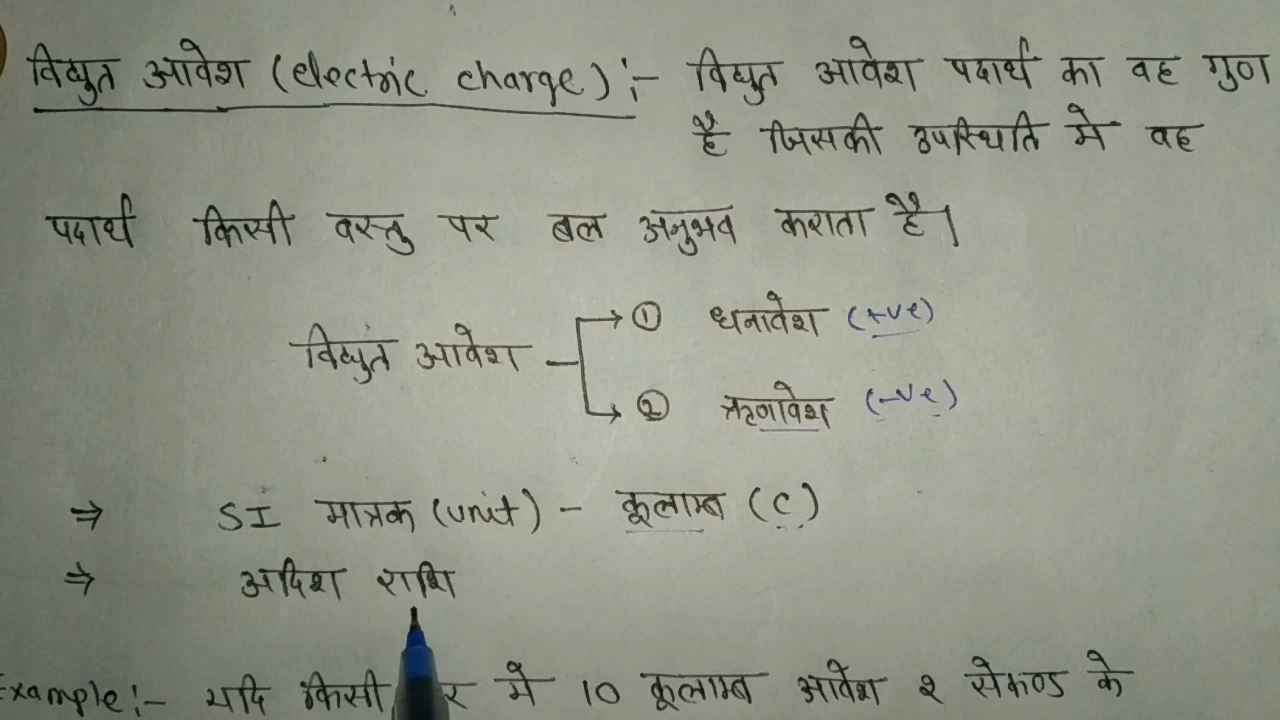 विद्युत आवेश (electric charge) :- विद्युत आवेश पदार्थ का वह गुण
है जिसकी उपस्थिति मे वह
पदार्थ किसी वस्तु पर बल अनुभव कराता है।
विद्युत आवेश → ① धनावेश (+ve)
→ ② ऋणावेश (-ve)
⇒ SI मात्रक (unit) - कूलाम्ब (C)
⇒ अदिश राशि
Example:- यदि किसी मे 10 कूलाम्ब आवेश २ सेकण्ड के